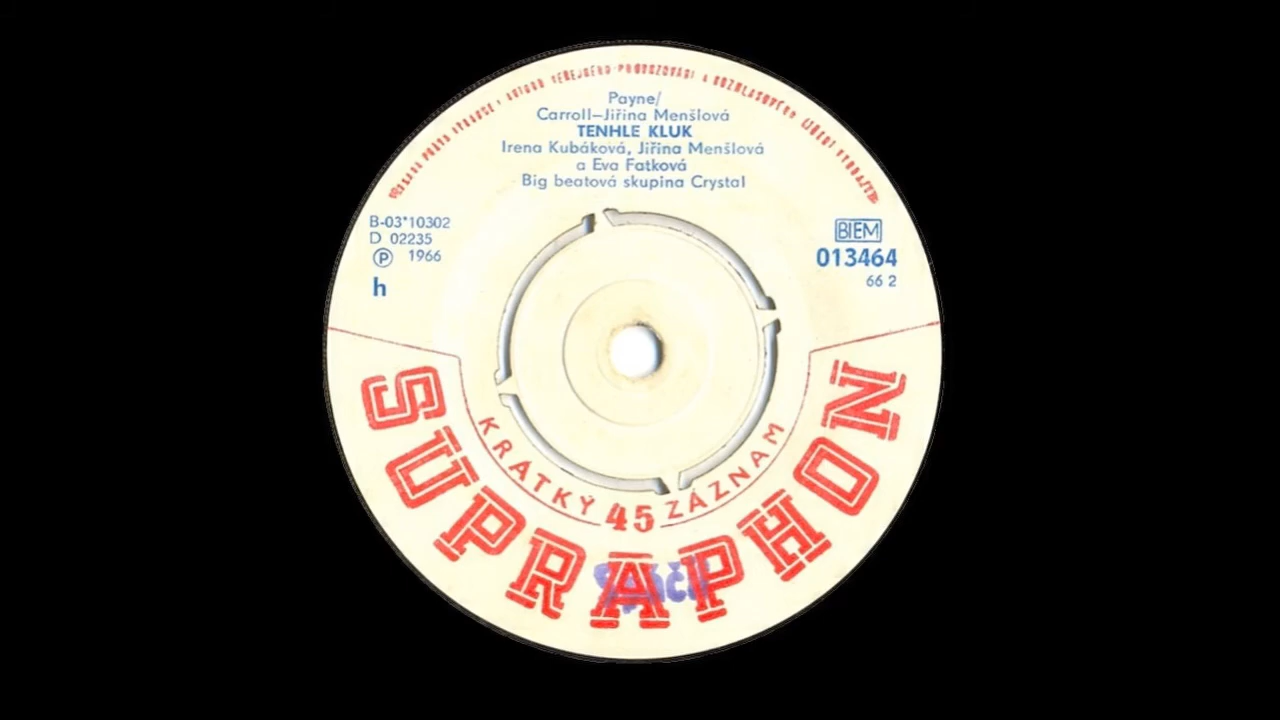 Payne/
Carroll–Jiřina Menšlová
TENHLE KLUK
Irena Kubáková, Jiřina Menšlová
a Eva Fatková
Big beatová skupina Crystal
B-03*10302
D 02235
Ⓟ 1966
h
BIEM
013464
66 2
KRÁTKÝ 45 ZÁZNAM
SUPRAPHON